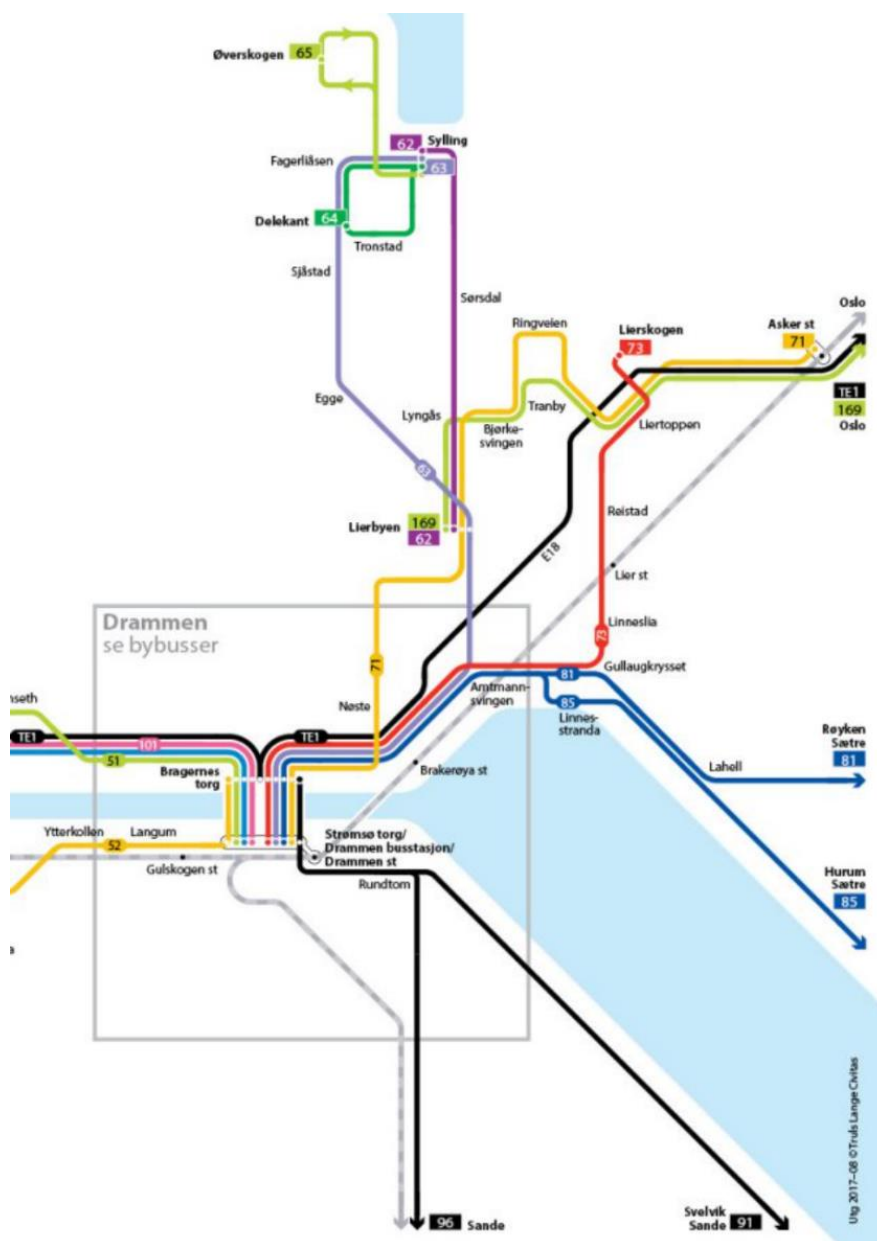 Øverskogen 65
62 Sylling
Fagerliåsen
63
Delekant 64
Tronstad
Sjåstad
Sørsdal
Oslo
Ringveien
Lierskogen
73
Asker st
71
TE1
169
Oslo
Egge
Lyngås
Tranby
Bjørke-
svingen
Liertoppen
63
Lierbyen 169
62
Reistad
E18
Lier st
Drammen
se bybusser
Linneslia
73
71
Gullaugkrysset
81
Amtmann-
svingen
85
Linnes-
stranda
nseth
Nøste
TE1
TE1
101
51
Røyken
Sætre
81
Lahell
Bragernes
torg
Brakerøya st
Ytterkollen
Langum
52
Strømsø torg/
Drammen busstasjon/
Drammen st
Gulskogen st
Rundtom
Hurum
Sætre
85
a
Utg 2017–08 © Truls Lange Civitas
96 Sande
Svelvik
Sande 91